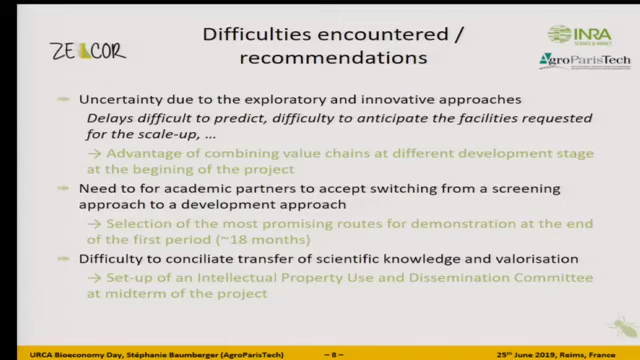 ZELCOR
Difficulties encountered /
recommendations
INRA
SCIENCE & IMPACT
AgroParisTech
Uncertainty due to the exploratory and innovative approaches
Delays difficult to predict, difficulty to anticipate the facilities requested
for the scale-up, ...
→ Advantage of combining value chains at different development stage
at the begining of the project
Need to for academic partners to accept switching from a screening
approach to a development approach
→ Selection of the most promising routes for demonstration at the end
of the first period (~18 months)
Difficulty to conciliate transfer of scientific knowledge and valorisation
→ Set-up of an Intellectual Property Use and Dissemination Committee
at midterm of the project
URCA Bioeconomy Day, Stéphanie Baumberger (AgroParisTech)
– 8 –
25th June 2019, Reims, France